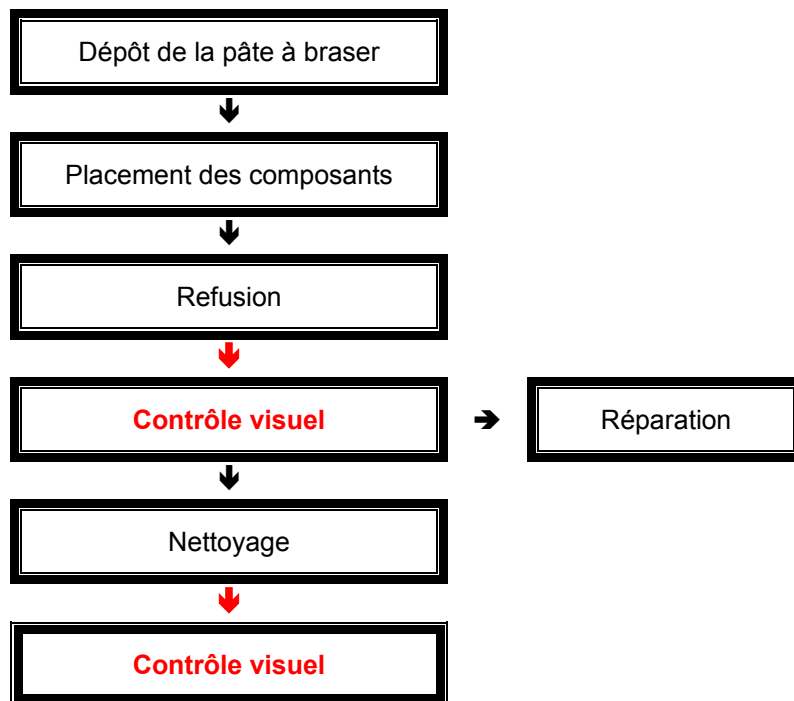 Dépôt de la pâte à braser
Placement des composants
Refusion
Contrôle visuel
Réparation
Nettoyage
Contrôle visuel